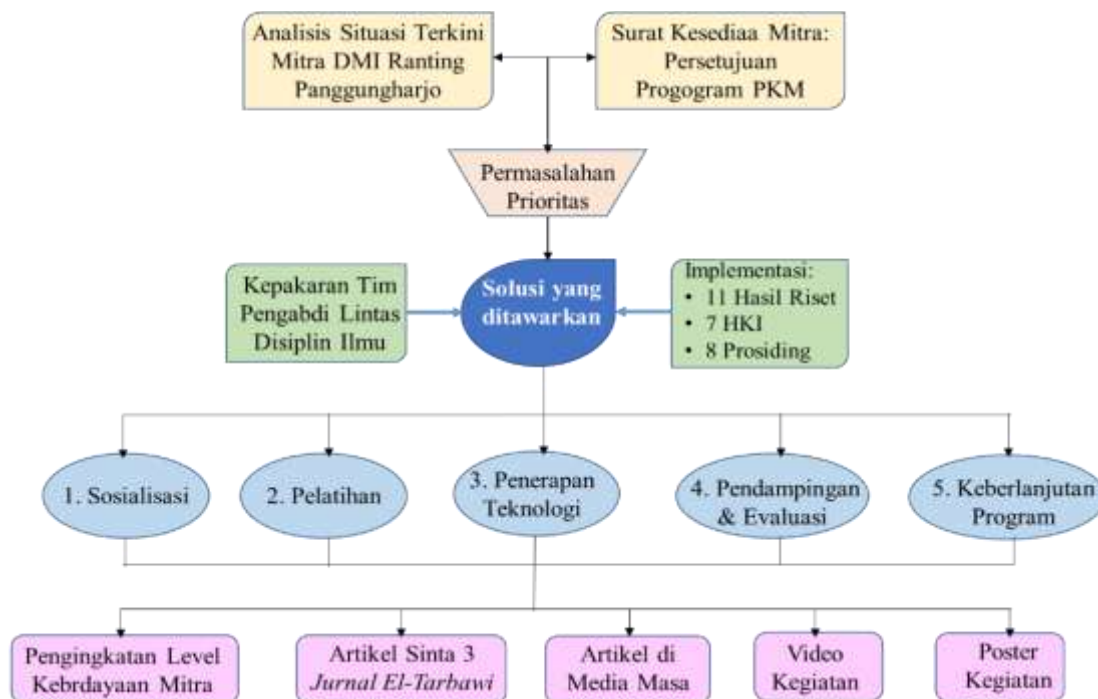 Analisis Situasi Terkini
Mitra DMI Ranting
Panggungharjo
Surat Kesediaa Mitra:
Persetujuan
Progogram PKM
Permasalahan
Prioritas
Kepakaran Tim
Pengabdi Lintas
Disiplin Ilmu
Solusi yang
ditawarkan
Implementasi:
• 11 Hasil Riset
• 7 HKI
• 8 Prosiding
1. Sosialisasi
2. Pelatihan
3. Penerapan
Teknologi
4. Pendampingan
& Evaluasi
5. Keberlanjutan
Program
Pengingkatan Level
Kebrdayaan Mitra
Artikel Sinta 3
Jurnal El-Tarbawi
Artikel di
Media Masa
Video
Kegiatan
Poster
Kegiatan